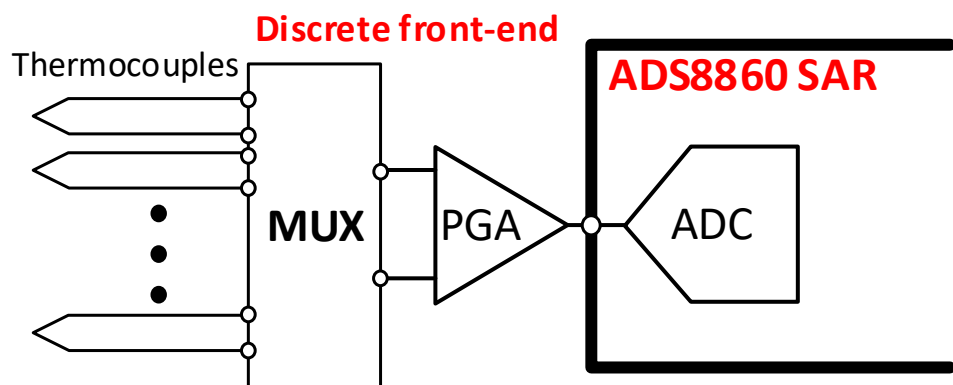 Discrete front-end
Thermocouples
ADS8860 SAR
MUX
PGA
ADC